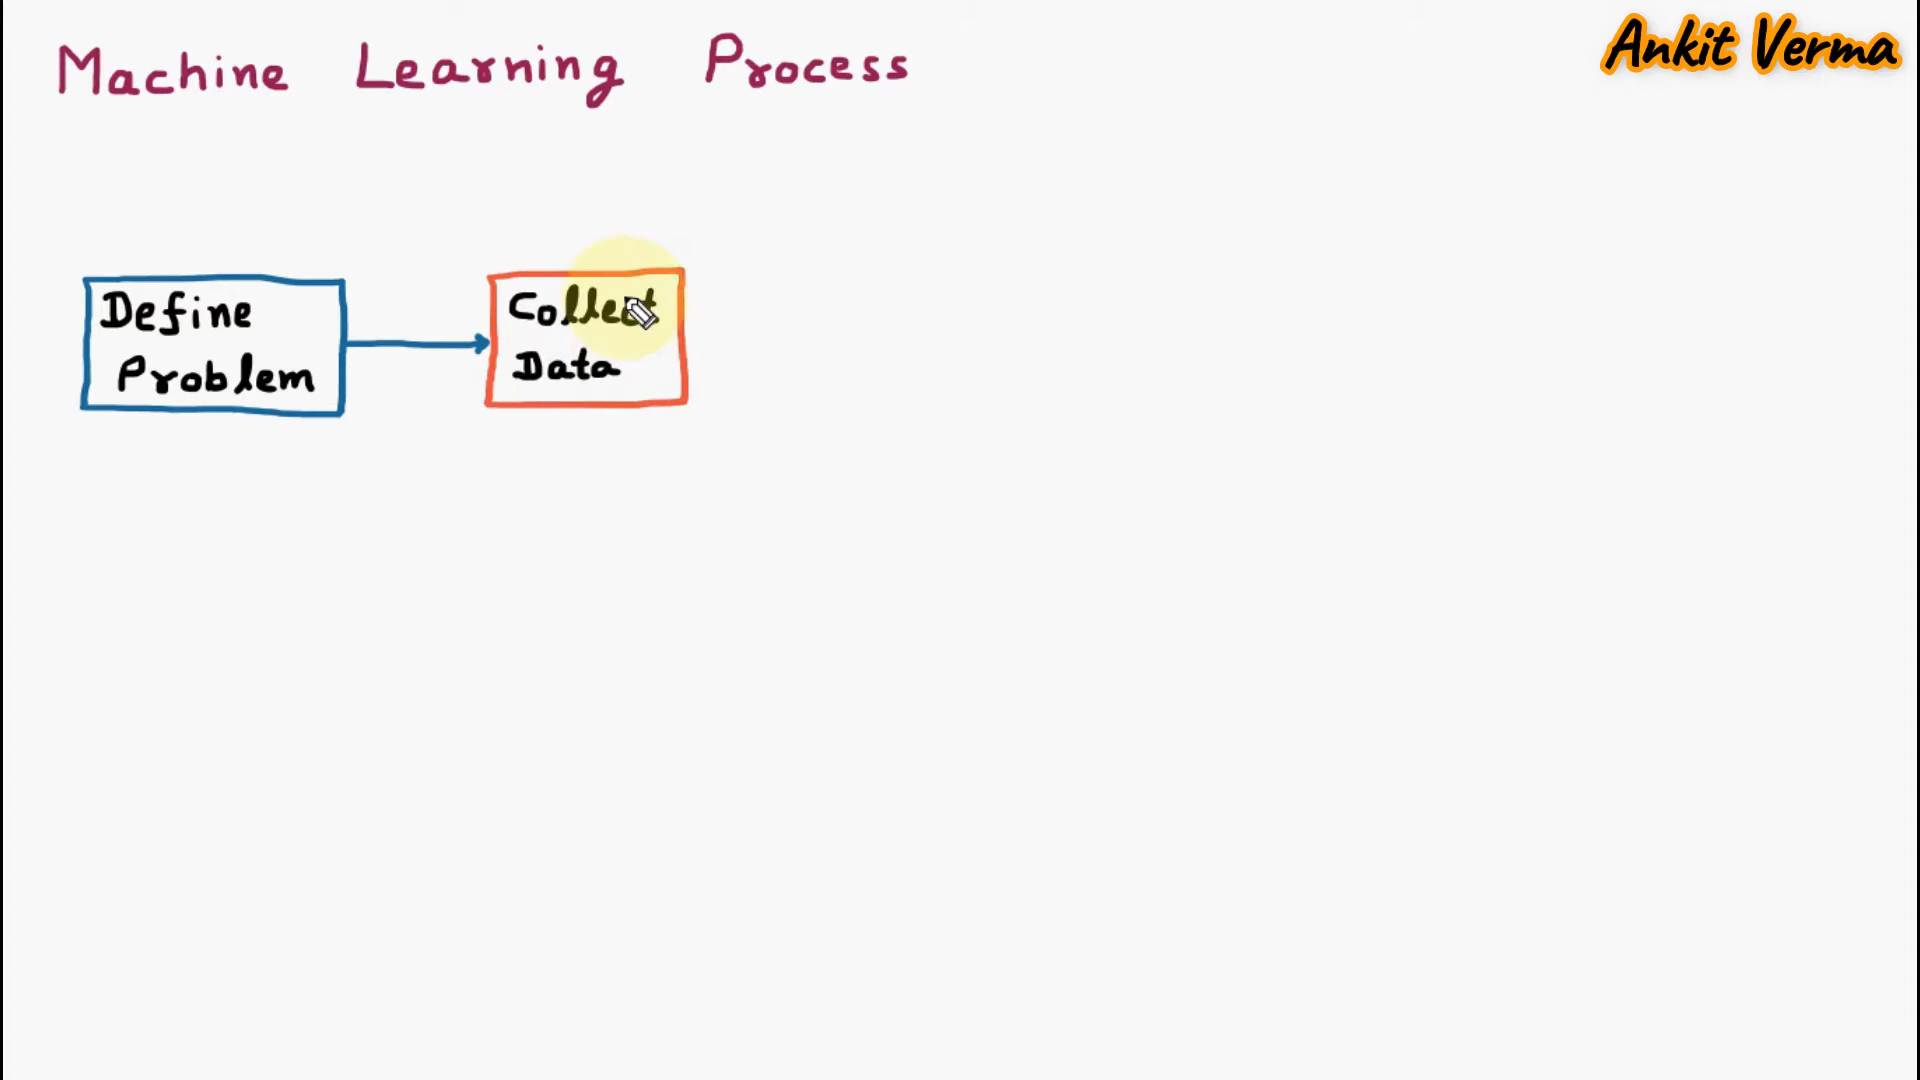 Machine Learning Process
Ankit Verma
Define
Problem
Collect
Data